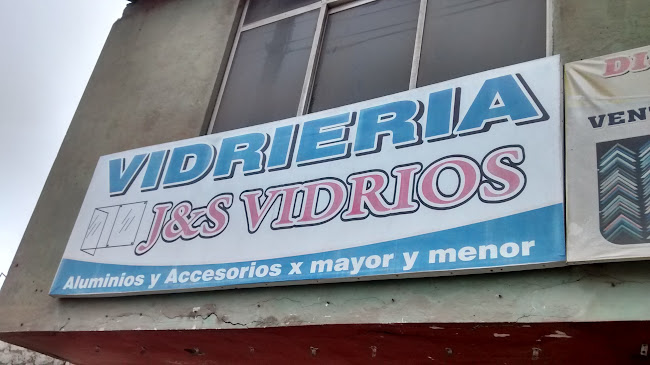 VIDRIERIA
J&S VIDRIOS
Aluminios y Accesorios x mayor y menor